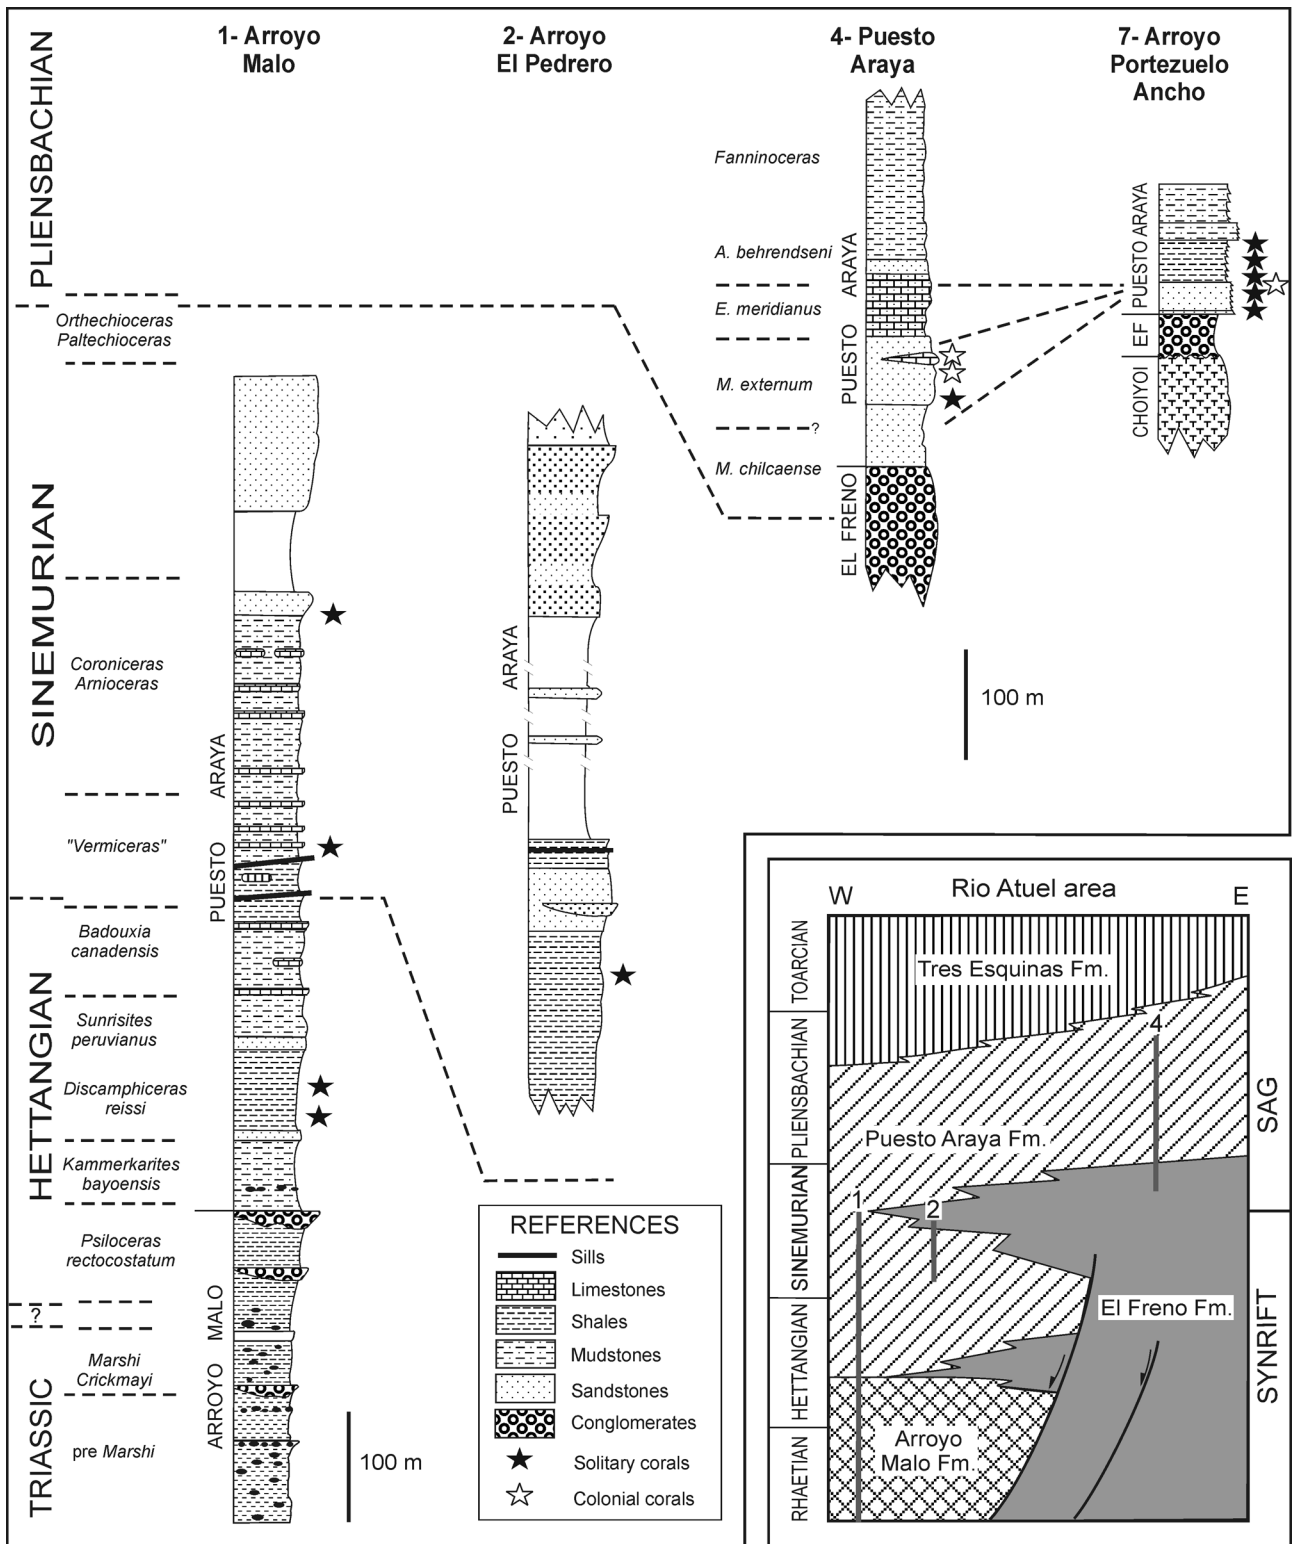 1- Arroyo
Malo
2- Arroyo
El Pedrero
4- Puesto
Araya
7- Arroyo
Portezuelo
Ancho
PLIENSBACHIAN
SINEMURIAN
HETTANGIAN
TRIASSIC
Orthechioceras
Paltechioceras
Coroniceras
Arnioceras
"Vermiceras"
Badouxia
canadensis
Sunrisites
peruvianus
Discamphiceras
reissi
Kammerkarites
bayoensis
Psiloceras
rectocostatum
?
Marshi
Crickmayi
pre Marshi
PUESTO ARAYA
ARROYO MALO
100 m
PUESTO ARAYA
Fanninoceras
A. behrendseni
E. meridianus
M. externum
?
M. chilcaense
PUESTO ARAYA
EL FRENO
100 m
PUESTO ARAYA
EF
CHOIYOI
REFERENCES
Sills
Limestones
Shales
Mudstones
Sandstones
Conglomerates
Solitary corals
Colonial corals
W
Rio Atuel area
E
TOARCIAN
PLIENSBACHIAN
SINEMURIAN
HETTANGIAN
RHAETIAN
Tres Esquinas Fm.
4
Puesto Araya Fm.
1
2
El Freno Fm.
Arroyo
Malo Fm.
SAG
SYNRIFT